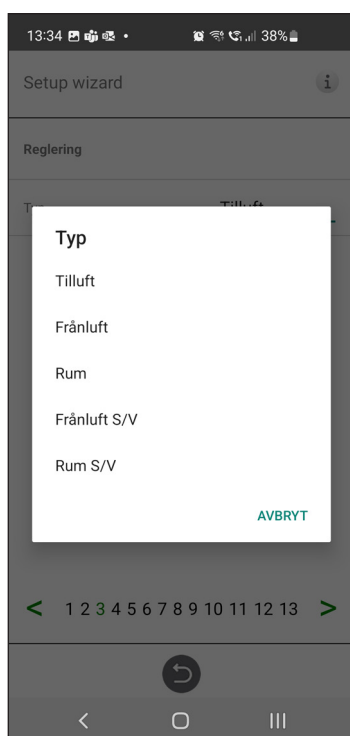 13:34 38%
Setup wizard i
Reglering
Typ Tilluft
Typ
Tilluft
Frånluft
Rum
Frånluft S/V
Rum S/V
AVBRYT
< 1 2 3 4 5 6 7 8 9 10 11 12 13 >